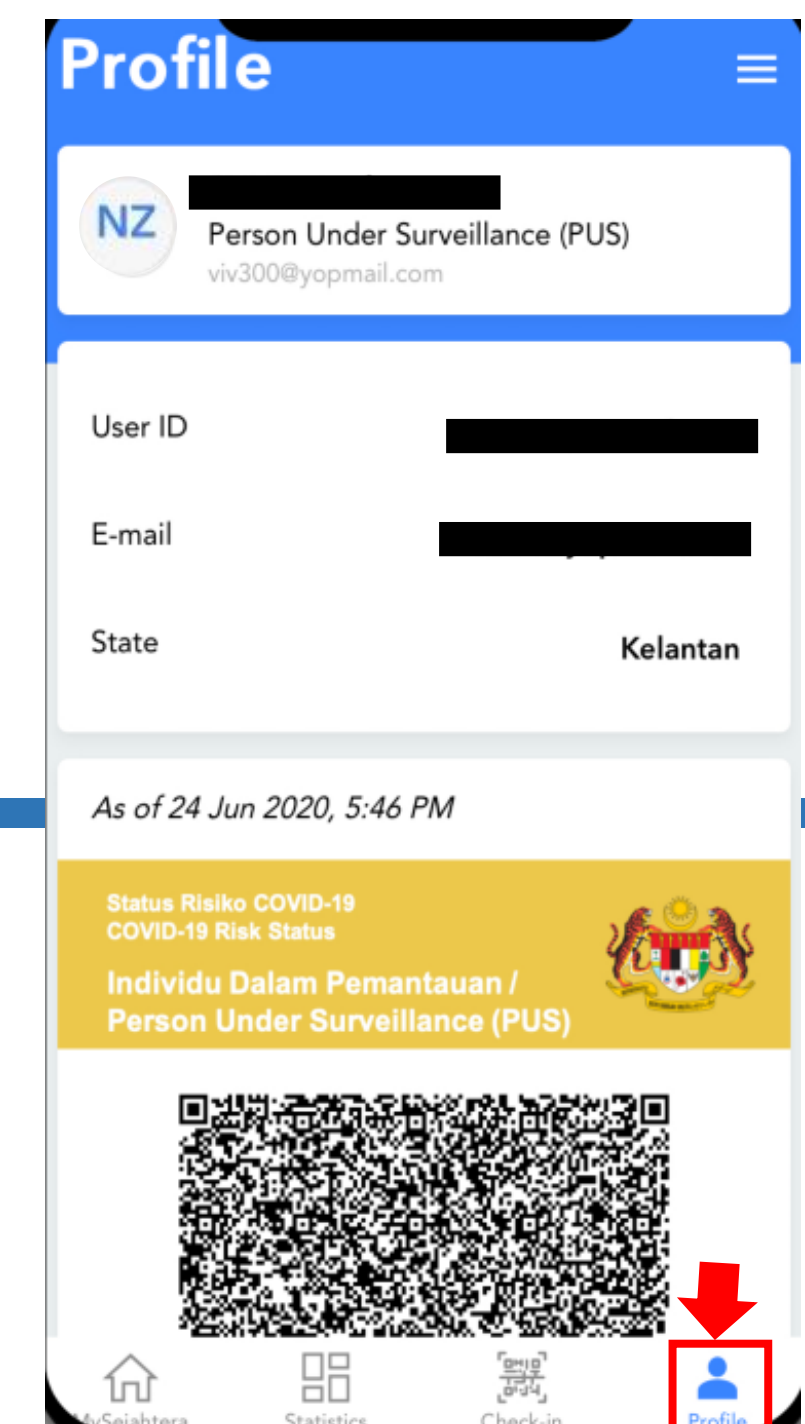 Profile
NZ
Person Under Surveillance (PUS)
viv300@yopmail.com
User ID
E-mail
State
Kelantan
As of 24 Jun 2020, 5:46 PM
Status Risiko COVID-19
COVID-19 Risk Status
Individu Dalam Pemantauan /
Person Under Surveillance (PUS)
MySejahtera
Statistics
Check-in
Profile